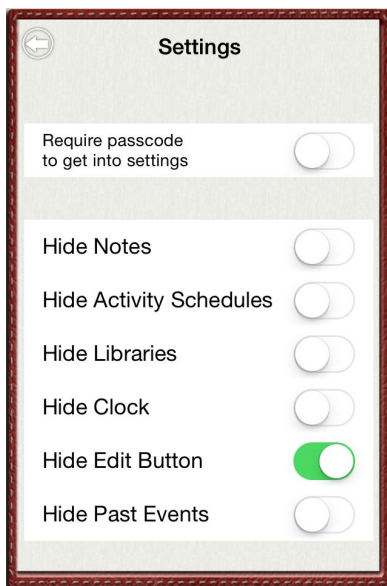 Settings
Require passcode
to get into settings
Hide Notes
Hide Activity Schedules
Hide Libraries
Hide Clock
Hide Edit Button
Hide Past Events